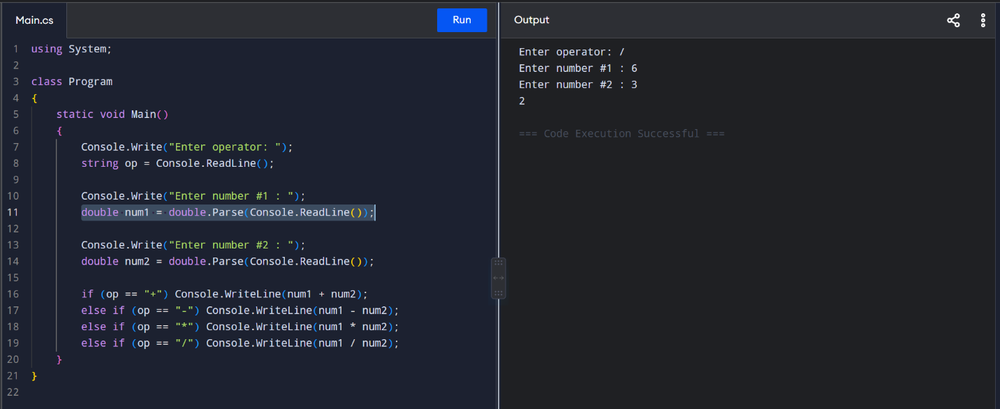 Main.cs
Run
1 using System;
2
3 class Program
4 {
5     static void Main()
6     {
7         Console.Write("Enter operator: ");
8         string op = Console.ReadLine();
9
10         Console.Write("Enter number #1 : ");
11         double num1 = double.Parse(Console.ReadLine());
12
13         Console.Write("Enter number #2 : ");
14         double num2 = double.Parse(Console.ReadLine());
15
16         if (op == "+") Console.WriteLine(num1 + num2);
17         else if (op == "-") Console.WriteLine(num1 - num2);
18         else if (op == "*") Console.WriteLine(num1 * num2);
19         else if (op == "/") Console.WriteLine(num1 / num2);
20     }
21 }
22
Output
Enter operator: /
Enter number #1 : 6
Enter number #2 : 3
2
=== Code Execution Successful ===